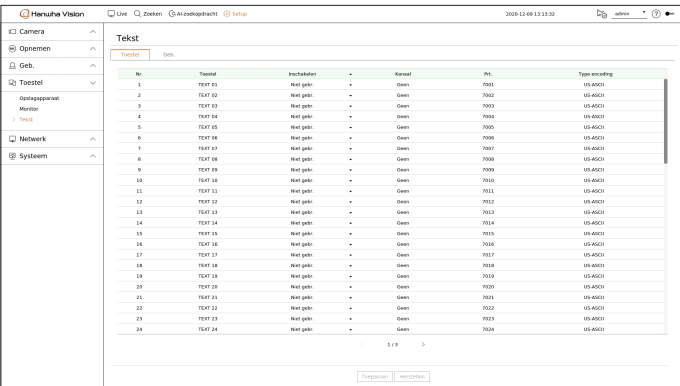 Hanwha Vision Live Zoeken AI-zoekopdracht Setup 2020-12-09 13:13:32 admin
Camera
Opnemen
Geb.
Toestel
Opslagapparaat
Monitor
> Tekst
Netwerk
Systeem
Tekst
Toestel Geb.
Nr. Toestel Inschakelen Kanaal Prt. Type encoding
1 TEXT 01 Niet gebr. Geen 7001 US-ASCII
2 TEXT 02 Niet gebr. Geen 7002 US-ASCII
3 TEXT 03 Niet gebr. Geen 7003 US-ASCII
4 TEXT 04 Niet gebr. Geen 7004 US-ASCII
5 TEXT 05 Niet gebr. Geen 7005 US-ASCII
6 TEXT 06 Niet gebr. Geen 7006 US-ASCII
7 TEXT 07 Niet gebr. Geen 7007 US-ASCII
8 TEXT 08 Niet gebr. Geen 7008 US-ASCII
9 TEXT 09 Niet gebr. Geen 7009 US-ASCII
10 TEXT 10 Niet gebr. Geen 7010 US-ASCII
11 TEXT 11 Niet gebr. Geen 7011 US-ASCII
12 TEXT 12 Niet gebr. Geen 7012 US-ASCII
13 TEXT 13 Niet gebr. Geen 7013 US-ASCII
14 TEXT 14 Niet gebr. Geen 7014 US-ASCII
15 TEXT 15 Niet gebr. Geen 7015 US-ASCII
16 TEXT 16 Niet gebr. Geen 7016 US-ASCII
17 TEXT 17 Niet gebr. Geen 7017 US-ASCII
18 TEXT 18 Niet gebr. Geen 7018 US-ASCII
19 TEXT 19 Niet gebr. Geen 7019 US-ASCII
20 TEXT 20 Niet gebr. Geen 7020 US-ASCII
21 TEXT 21 Niet gebr. Geen 7021 US-ASCII
22 TEXT 22 Niet gebr. Geen 7022 US-ASCII
23 TEXT 23 Niet gebr. Geen 7023 US-ASCII
24 TEXT 24 Niet gebr. Geen 7024 US-ASCII
< 1 / 3 >
Toepassen Herstellen